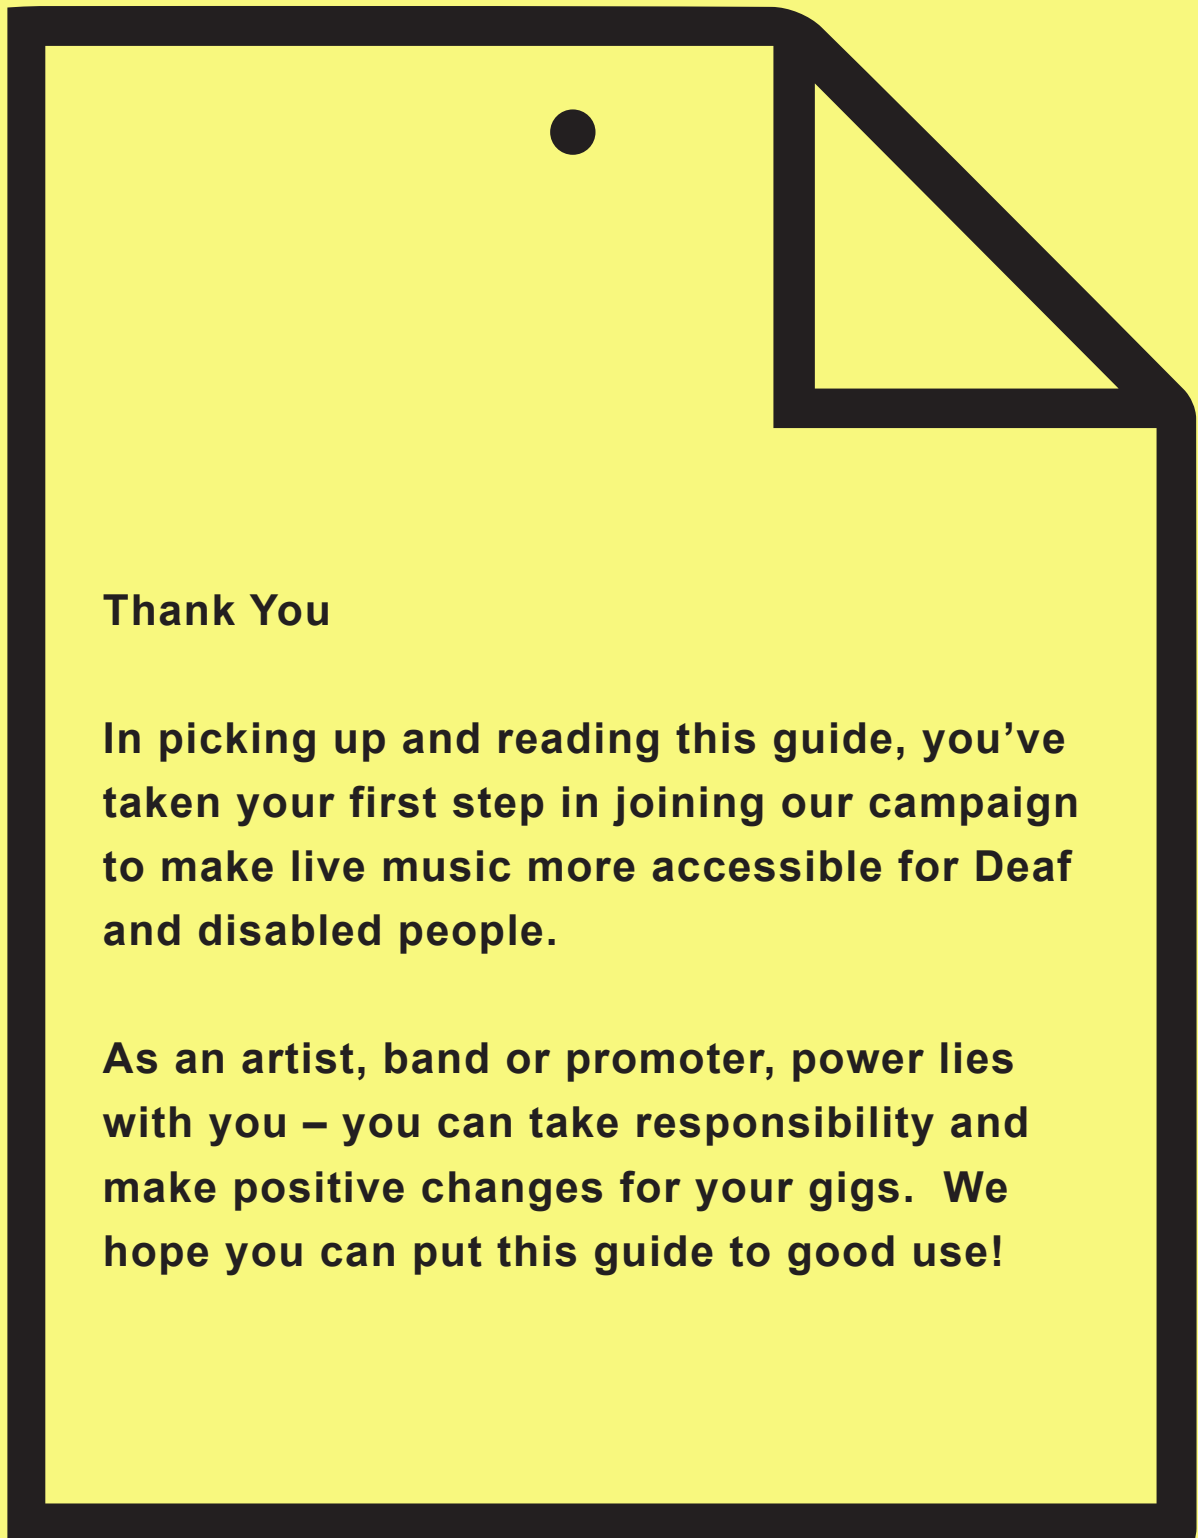 Thank You
In picking up and reading this guide, you’ve
taken your first step in joining our campaign
to make live music more accessible for Deaf
and disabled people.
As an artist, band or promoter, power lies
with you – you can take responsibility and
make positive changes for your gigs.  We
hope you can put this guide to good use!